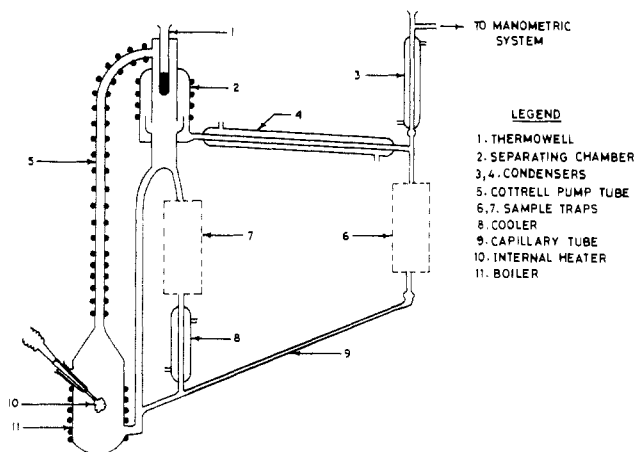 1
TO MANOMETRIC
SYSTEM
2
3
4
5
LEGEND
1. THERMOWELL
2. SEPARATING CHAMBER
3,4. CONDENSERS
5. COTTRELL PUMP TUBE
6,7. SAMPLE TRAPS
8. COOLER
9. CAPILLARY TUBE
10. INTERNAL HEATER
11. BOILER
7
6
8
9
10
11